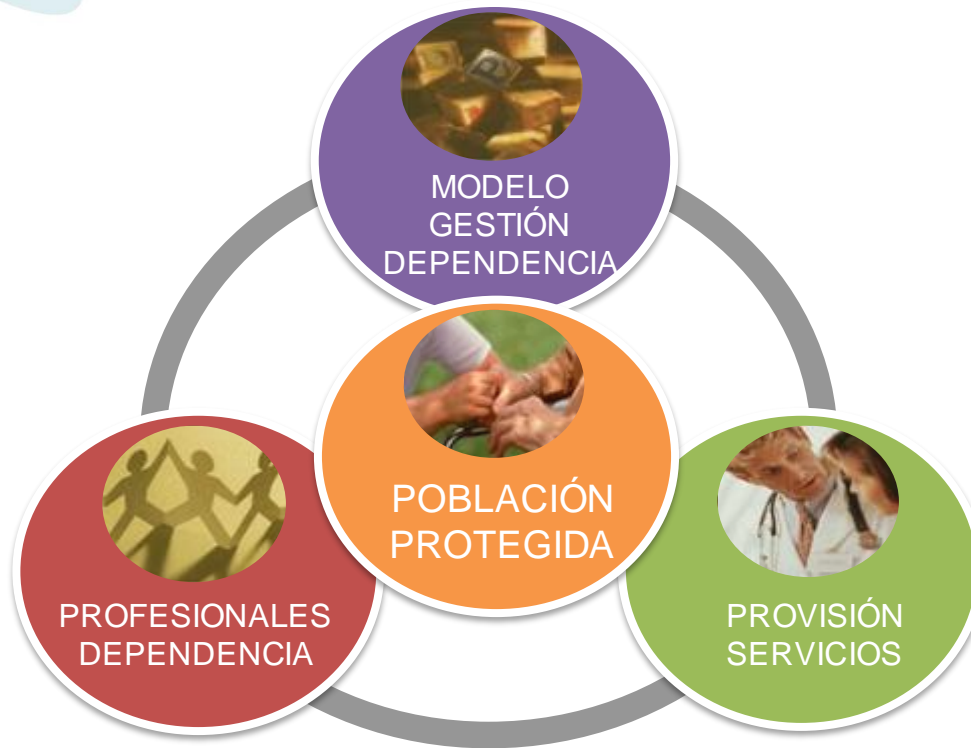 MODELO
GESTIÓN
DEPENDENCIA
POBLACIÓN
PROTEGIDA
PROFESIONALES
DEPENDENCIA
PROVISIÓN
SERVICIOS